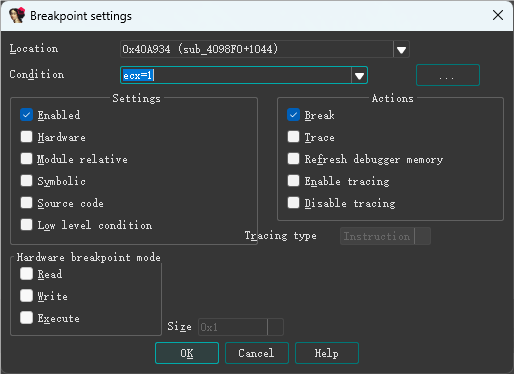 Breakpoint settings
Location 0x40A934 (sub_4098F0+1044)
Condition ecx=1 ...
Settings Actions
Enabled Break
Hardware Trace
Module relative Refresh debugger memory
Symbolic Enable tracing
Source code Disable tracing
Low level condition
Tracing type Instruction
Hardware breakpoint mode
Read
Write
Execute
Size 0x1
OK Cancel Help